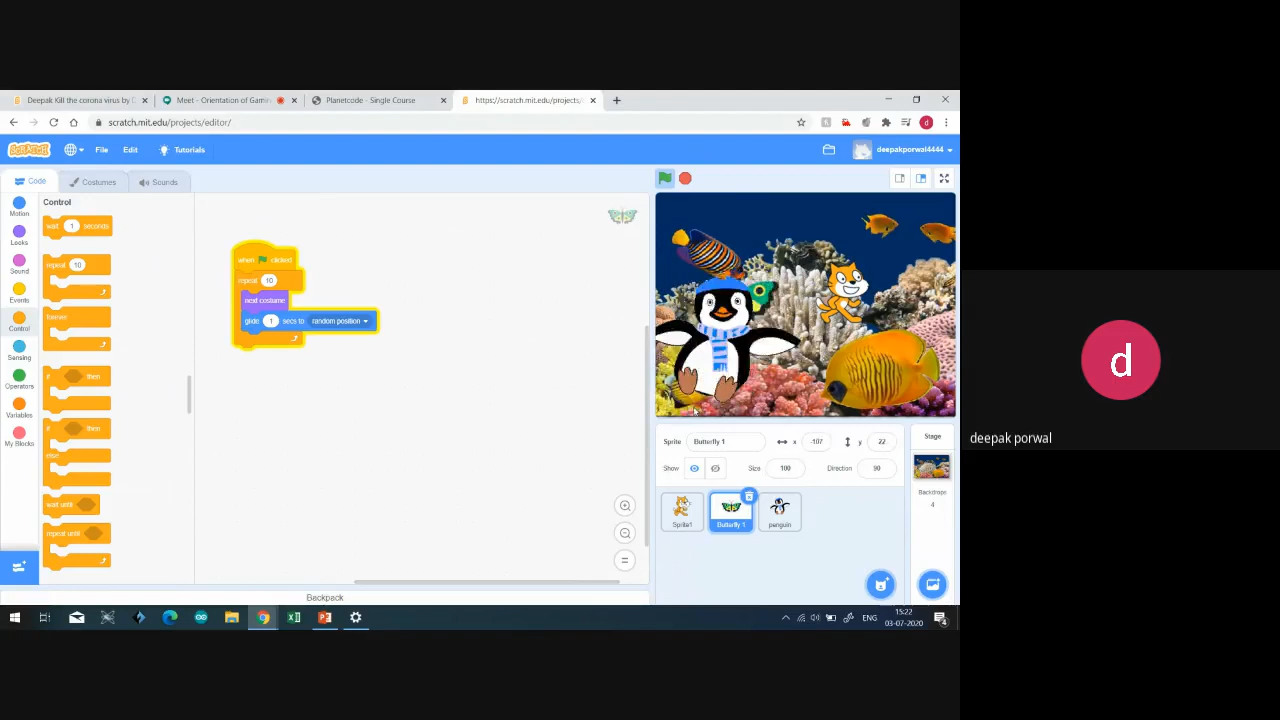 Deepak Kill the corona virus by D
Meet - Orientation of Gamin
Planetcode - Single Course
https://scratch.mit.edu/projects/
scratch.mit.edu/projects/editor/
d
SCRATCH
File
Edit
Tutorials
deepakporwal4444
Code
Costumes
Sounds
Motion
Looks
Sound
Events
Control
Sensing
Operators
Variables
My Blocks
Control
wait 1 seconds
repeat 10
forever
if then
if then
else
wait until
repeat until
when clicked
repeat 10
next costume
glide 1 secs to random position
Sprite Butterfly 1 x -107 y 22
Show Size 100 Direction 90
Sprite1
Butterfly 1
penguin
Stage
Backdrops
4
Backpack
ENG
15:22
03-07-2020
4
d
deepak porwal